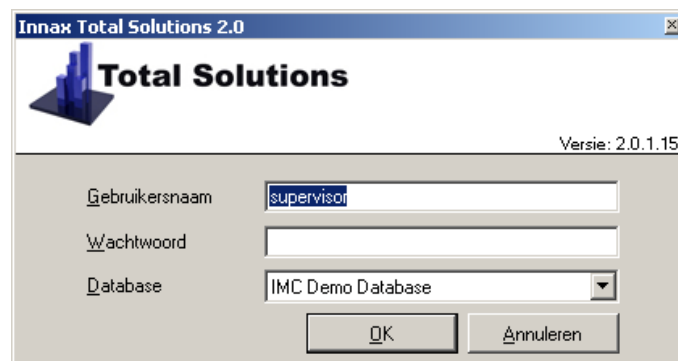 Innax Total Solutions 2.0
Total Solutions
Versie: 2.0.1.15
Gebruikersnaam supervisor
Wachtwoord
Database IMC Demo Database
OK Annuleren